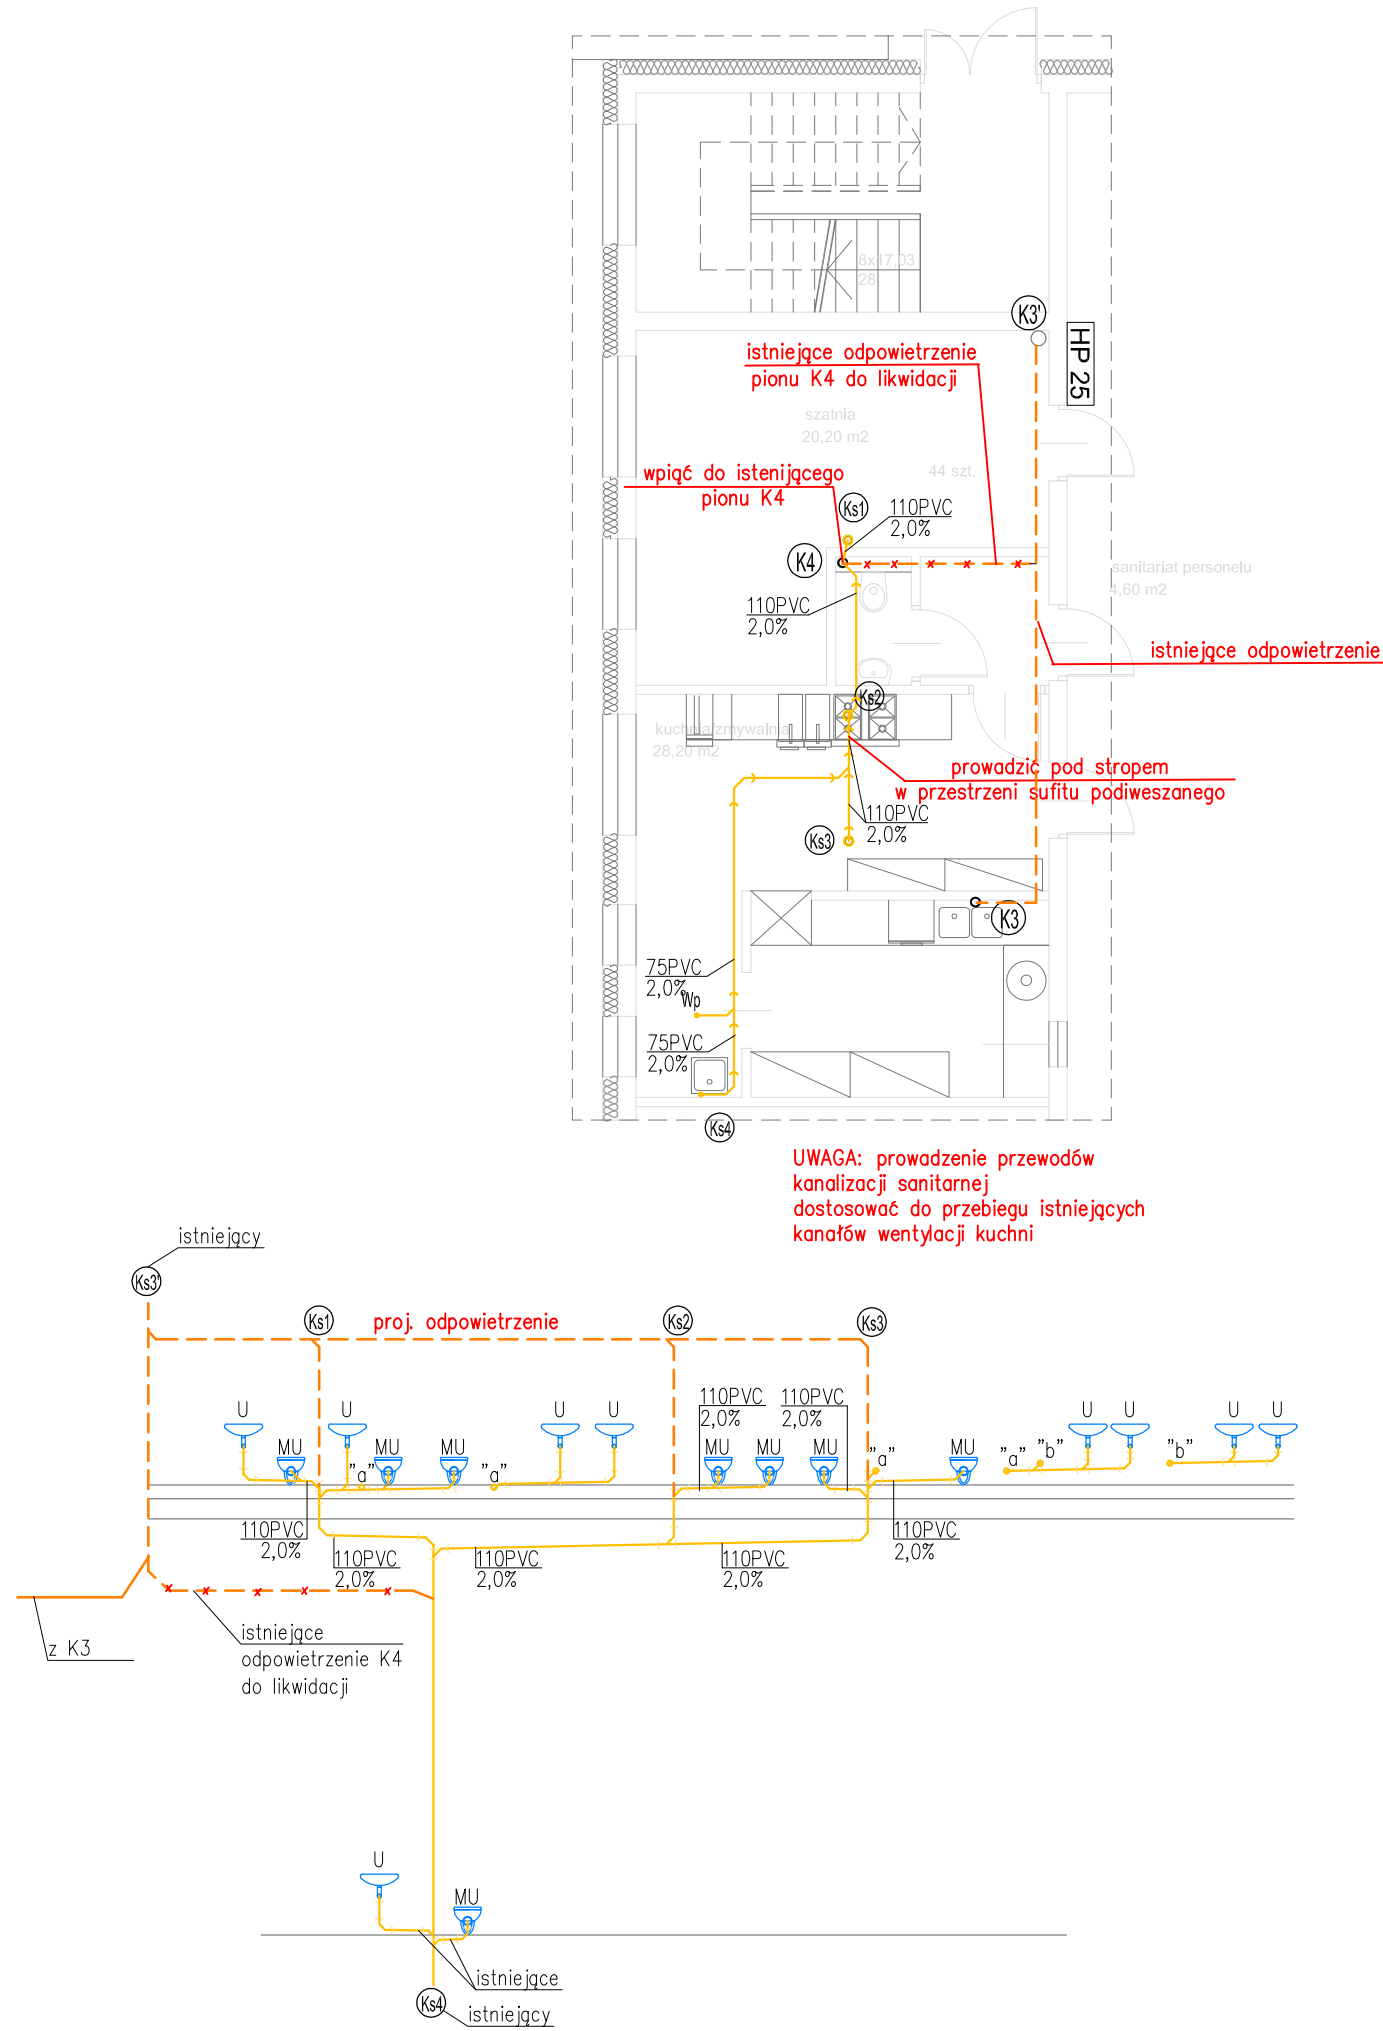 8x17,03
28
K3'
HP 25
istniejące odpowietrzenie
pionu K4 do likwidacji
szatnia
20,20 m2
44 szt.
wpiąć do istenijącego
pionu K4
Ks1
110PVC
2,0%
K4
sanitariat personelu
4,60 m2
110PVC
2,0%
istniejące odpowietrzenie
Ks2
kuchnia/zmywalnia
28,20 m2
prowadzić pod stropem
w przestrzeni sufitu podiweszanego
110PVC
2,0%
Ks3
K3
75PVC
2,0%
Wp
75PVC
2,0%
Ks4
UWAGA: prowadzenie przewodów
kanalizacji sanitarnej
dostosować do przebiegu istniejących
kanałów wentylacji kuchni
istniejący
Ks3'
Ks1
proj. odpowietrzenie
Ks2
Ks3
110PVC
2,0%
110PVC
2,0%
U
U
U
U
U
U
U
U
MU
"a"
MU
MU
"a"
MU
MU
MU
"a"
MU
"a"
"b"
"b"
110PVC
2,0%
110PVC
2,0%
110PVC
2,0%
110PVC
2,0%
110PVC
2,0%
z K3
istniejące
odpowietrzenie K4
do likwidacji
U
MU
istniejące
Ks4
istniejący